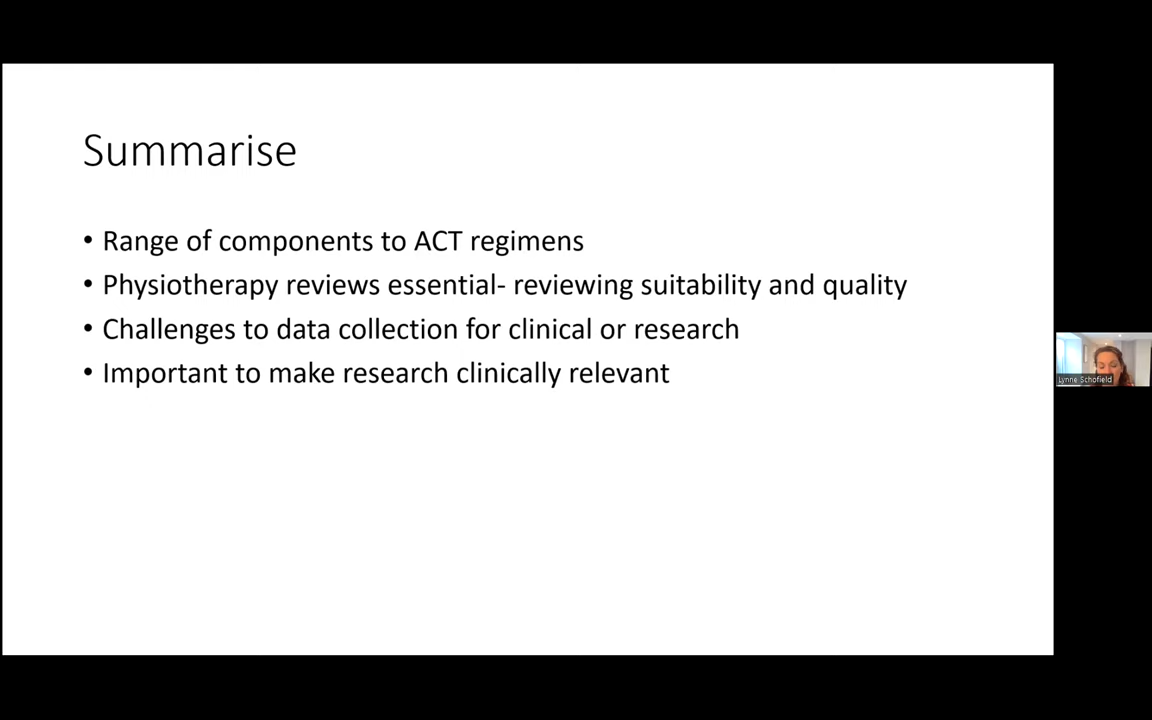 Summarise
• Range of components to ACT regimens
• Physiotherapy reviews essential- reviewing suitability and quality
• Challenges to data collection for clinical or research
• Important to make research clinically relevant
Lynne Schofield